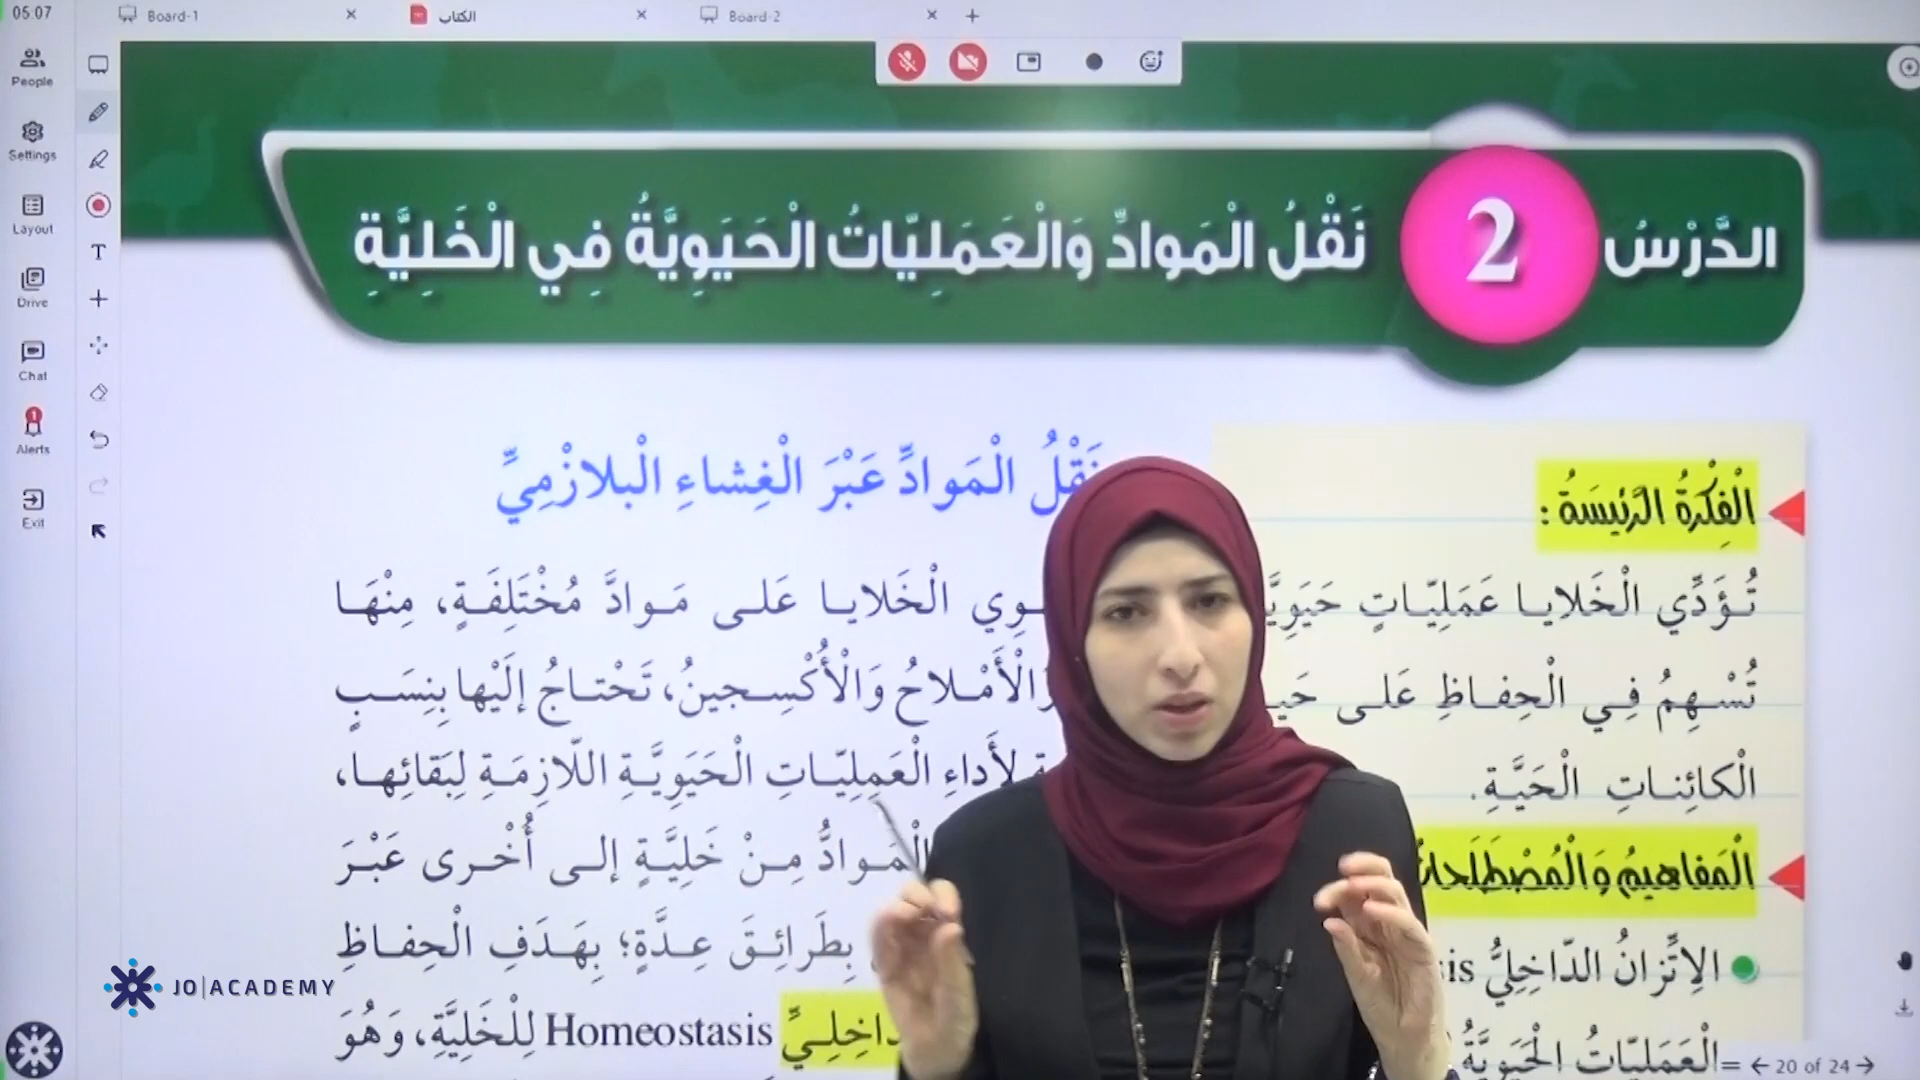 05:07
Board-1
الكتاب
Board-2
People
Settings
Layout
Drive
Chat
1
Alerts
Exit
T
الدَّرْسُ 2 نَقْلُ الْمَوادِّ وَالْعَمَلِيّاتُ الْحَيَوِيَّةُ فِي الْخَلِيَّةِ
الْفِكْرَةُ الرَّئيسَةُ :
تُؤَدِّي الْخَلايا عَمَلِيّاتٍ
تُسْهِمُ فِي الْحِفاظِ عَلى
الْكائِناتِ الْحَيَّةِ.
الْمَفاهيمُ وَالْمُصْطَلَحاتُ
الِاتِّزانُ الدّاخِلِيُّ
الْعَمَلِيّاتُ الْحَيَوِيَّةُ
نَقْلُ الْمَوادِّ عَبْرَ الْغِشاءِ الْبلازْمِيِّ
الْخَلايا عَلى مَوادَّ مُخْتَلِفَةٍ، مِنْها
الْأَمْلاحُ وَالْأُكْسِجينُ، تَحْتاجُ إِلَيْها بِنِسَبٍ
لِأَداءِ الْعَمَلِيّاتِ الْحَيَوِيَّةِ اللّازِمَةِ لِبَقائِها،
الْمَوادُّ مِنْ خَلِيَّةٍ إِلى أُخْرى عَبْرَ
بِطَرائِقَ عِدَّةٍ؛ بِهَدَفِ الْحِفاظِ
Homeostasis لِلْخَلِيَّةِ، وَهُوَ
JO|ACADEMY
20 of 24